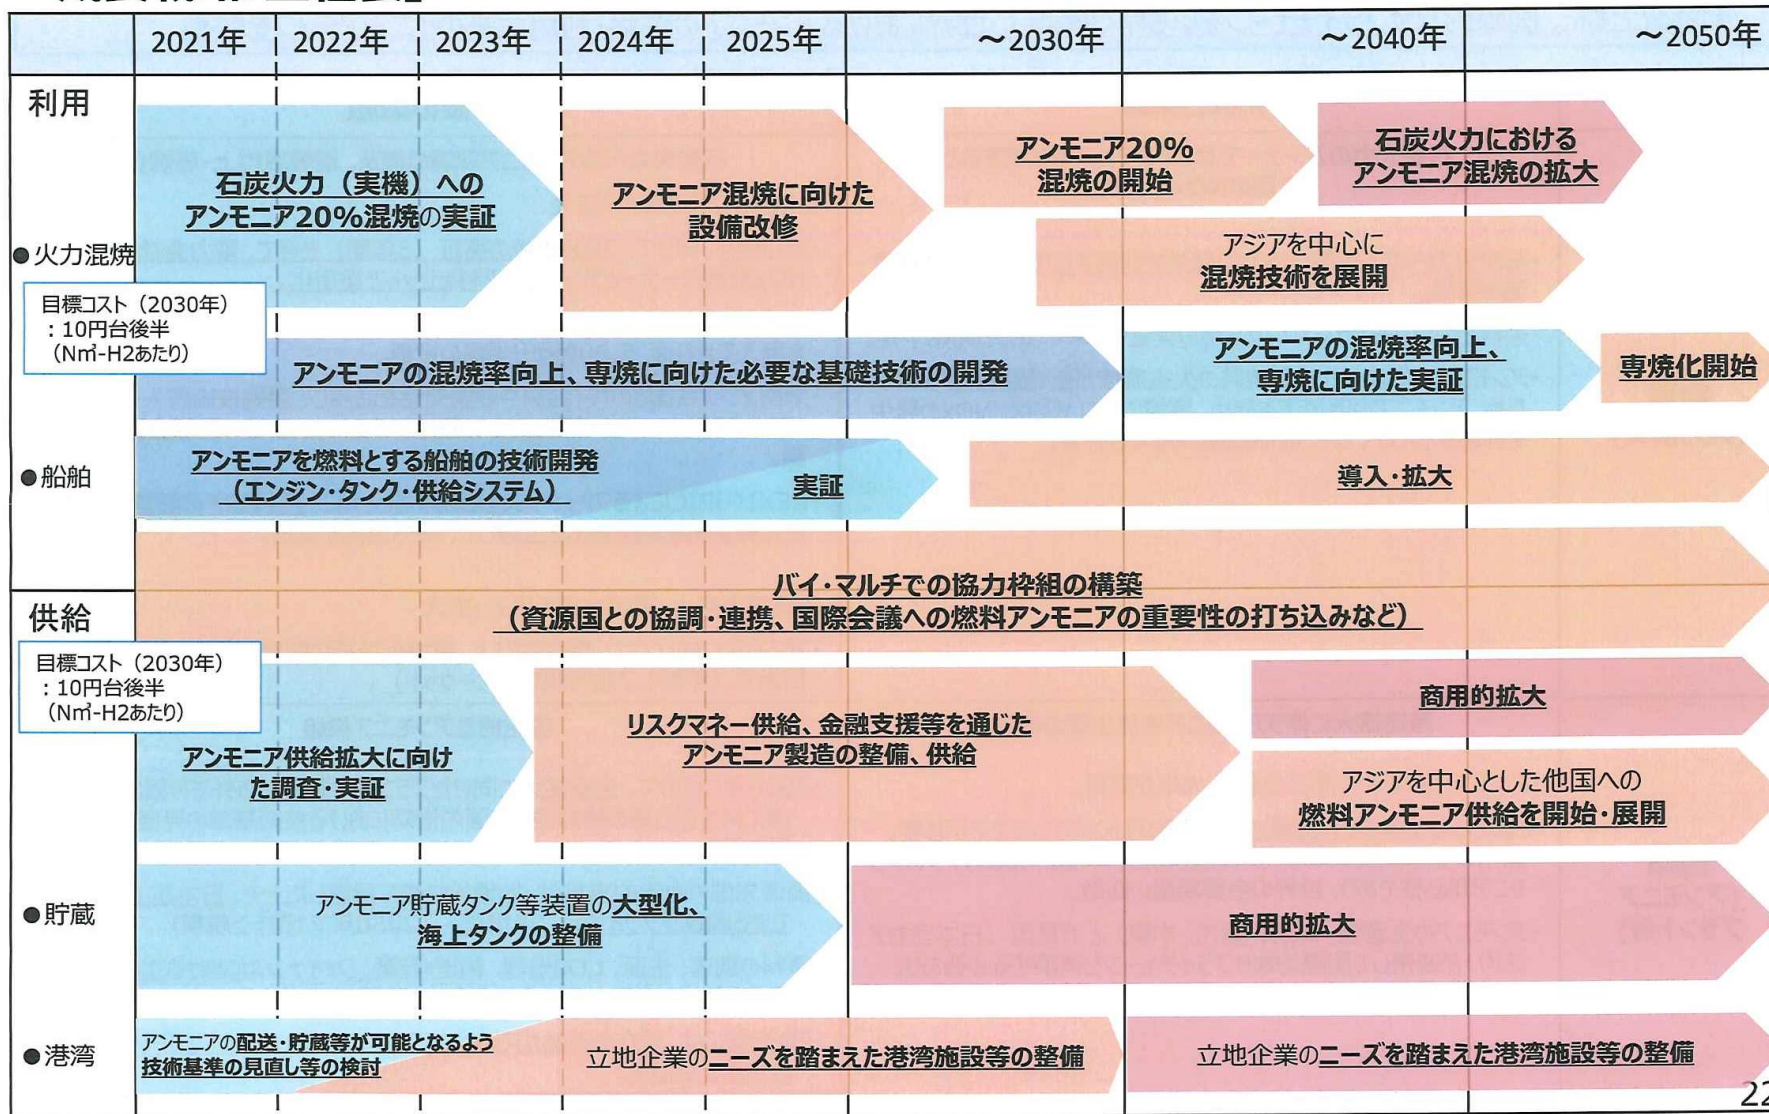 2021年 2022年 2023年 2024年 2025年 ～2030年 ～2040年 ～2050年
利用
●火力混焼
目標コスト（2030年）
：10円台後半
（Nm³-H2あたり）
石炭火力（実機）への
アンモニア20%混焼の実証
アンモニア混焼に向けた
設備改修
アンモニア20%
混焼の開始
石炭火力における
アンモニア混焼の拡大
アジアを中心に
混焼技術を展開
アンモニアの混焼率向上、専焼に向けた必要な基礎技術の開発
アンモニアの混焼率向上、
専焼に向けた実証
専焼化開始
●船舶
アンモニアを燃料とする船舶の技術開発
（エンジン・タンク・供給システム）
実証
導入・拡大
バイ・マルチでの協力枠組の構築
（資源国との協調・連携、国際会議への燃料アンモニアの重要性の打ち込みなど）
供給
目標コスト（2030年）
：10円台後半
（Nm³-H2あたり）
アンモニア供給拡大に向け
た調査・実証
リスクマネー供給、金融支援等を通じた
アンモニア製造の整備、供給
商用的拡大
アジアを中心とした他国への
燃料アンモニア供給を開始・展開
●貯蔵
アンモニア貯蔵タンク等装置の大型化、
海上タンクの整備
商用的拡大
●港湾
アンモニアの配送・貯蔵等が可能となるよう
技術基準の見直し等の検討
立地企業のニーズを踏まえた港湾施設等の整備
立地企業のニーズを踏まえた港湾施設等の整備
22